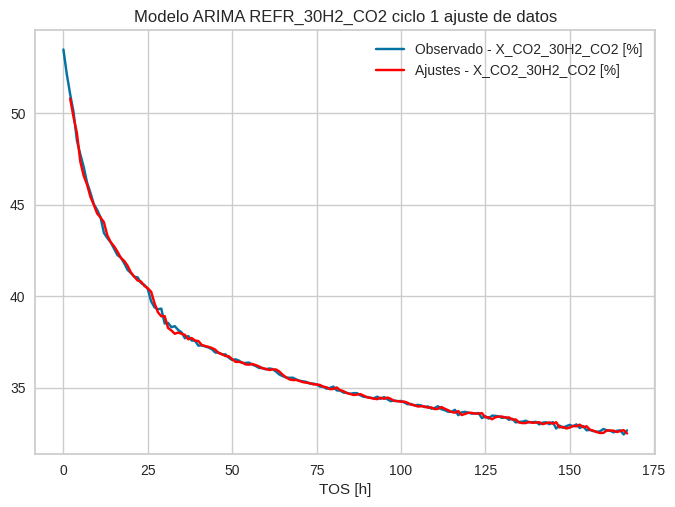 Modelo ARIMA REFR_30H2_CO2 ciclo 1 ajuste de datos
Observado - X_CO2_30H2_CO2 [%]
Ajustes - X_CO2_30H2_CO2 [%]
50
45
40
35
0 25 50 75 100 125 150 175
TOS [h]